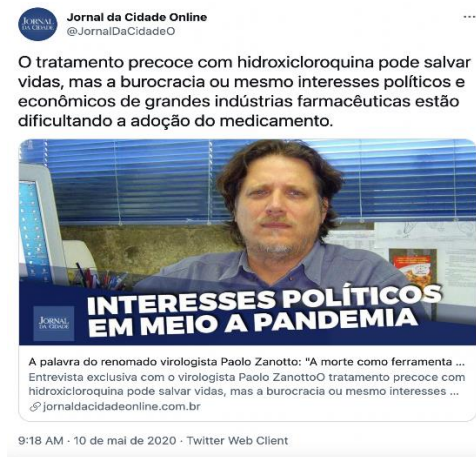 Jornal da Cidade Online
@JornalDaCidadeO
O tratamento precoce com hidroxicloroquina pode salvar
vidas, mas a burocracia ou mesmo interesses políticos e
econômicos de grandes indústrias farmacêuticas estão
dificultando a adoção do medicamento.
INTERESSES POLÍTICOS
EM MEIO A PANDEMIA
JORNAL
DA CIDADE
A palavra do renomado virologista Paolo Zanotto: "A morte como ferramenta ...
Entrevista exclusiva com o virologista Paolo ZanottoO tratamento precoce com
hidroxicloroquina pode salvar vidas, mas a burocracia ou mesmo interesses ...
jornaldacidadeonline.com.br
9:18 AM · 10 de mai de 2020 · Twitter Web Client